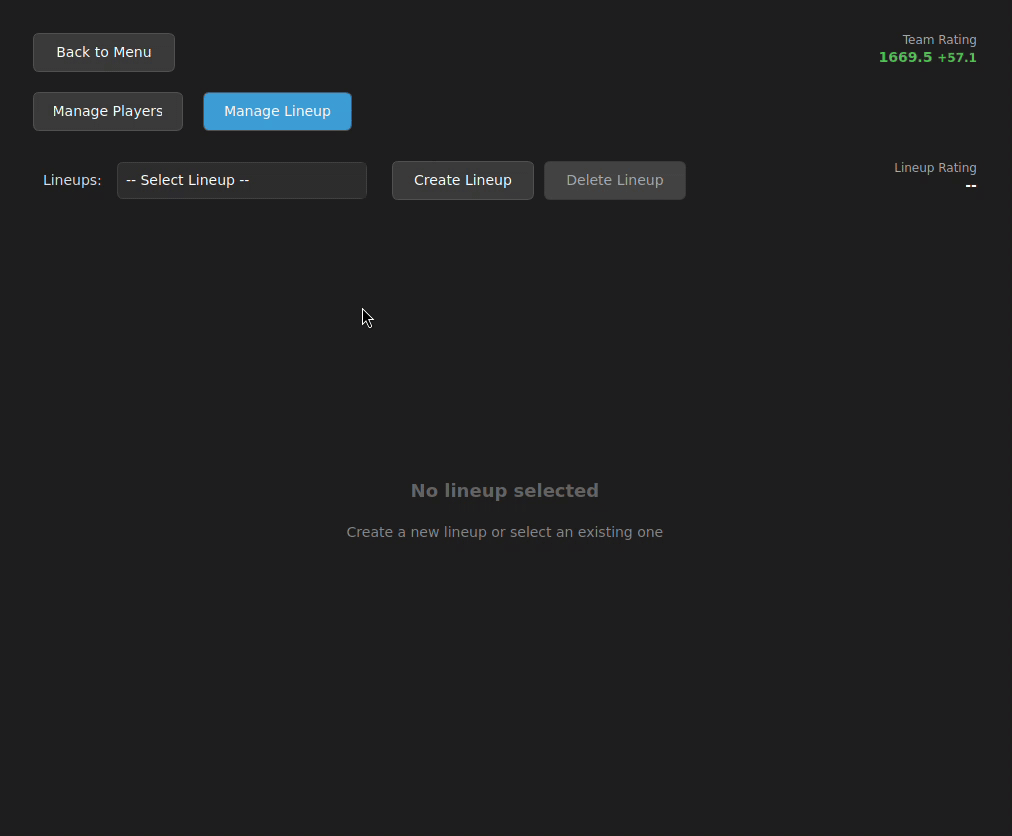 Back to Menu
Team Rating
1669.5 +57.1
Manage Players
Manage Lineup
Lineups:
-- Select Lineup --
Create Lineup
Delete Lineup
Lineup Rating
--
No lineup selected
Create a new lineup or select an existing one